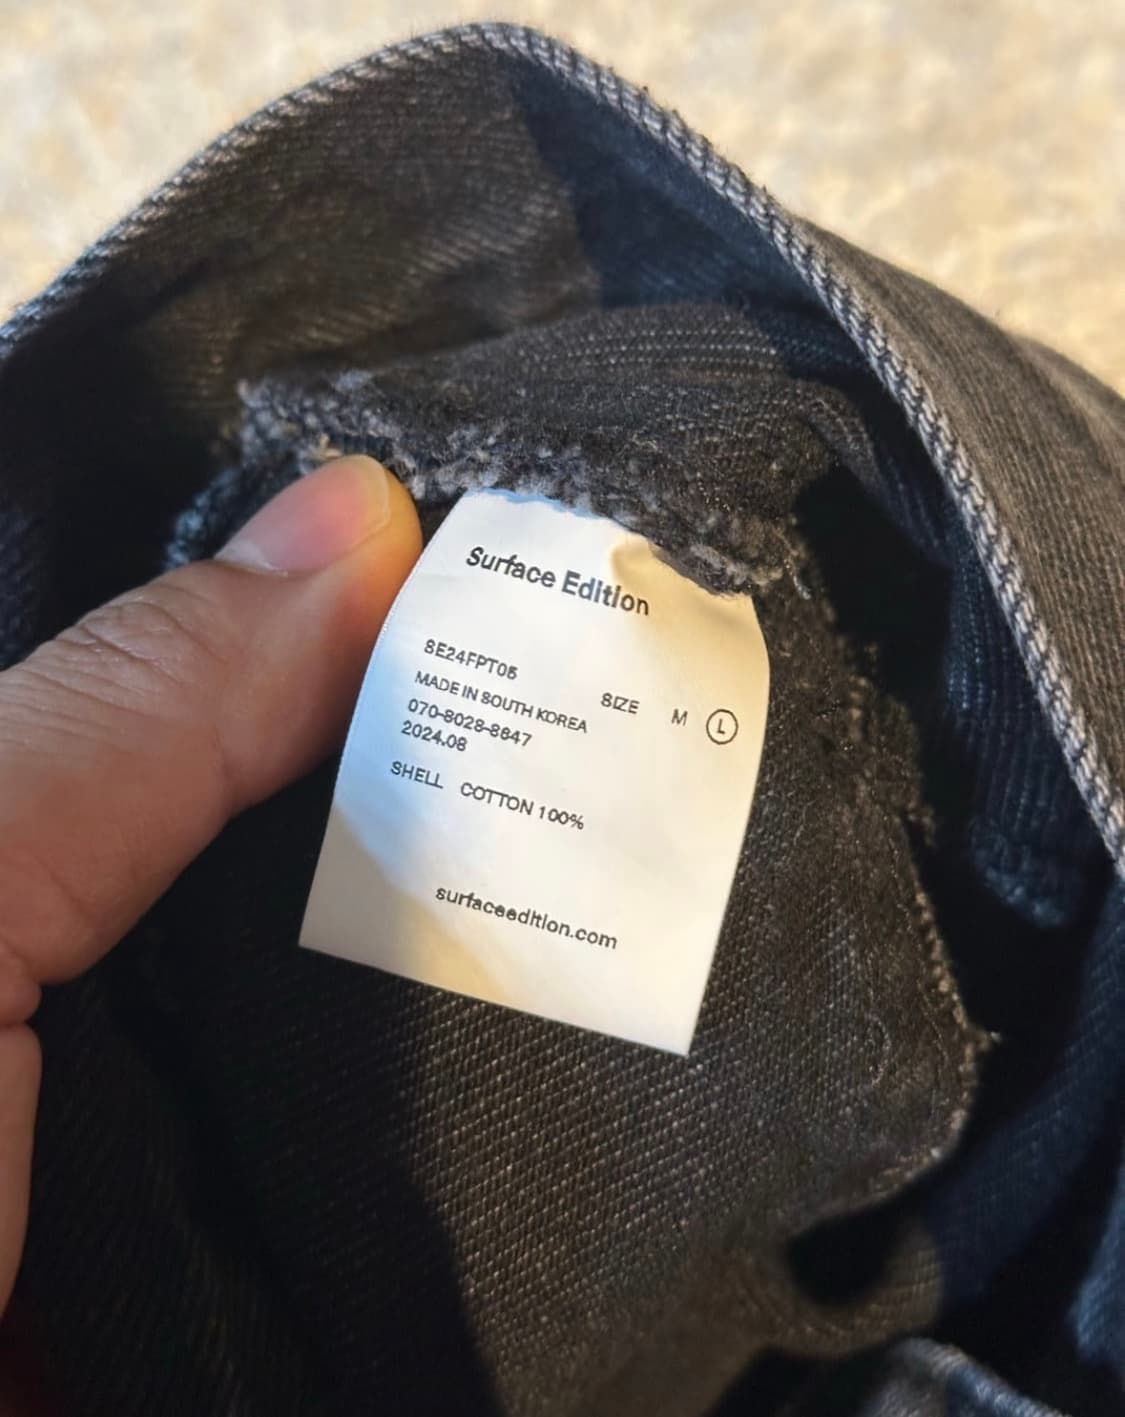 Surface Edition
SE24FPT05
SIZE M L
MADE IN SOUTH KOREA
070-8028-8847
2024.08
SHELL COTTON 100%
surfaceedition.com